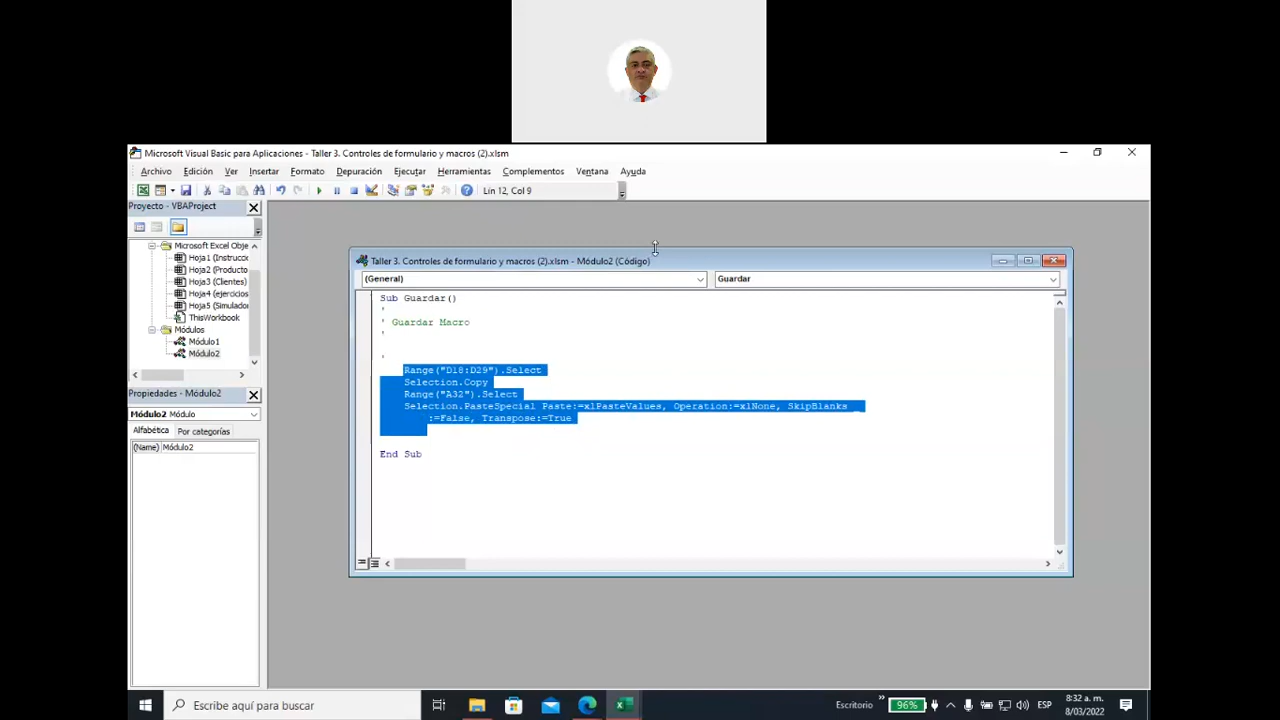 Microsoft Visual Basic para Aplicaciones - Taller 3. Controles de formulario y macros (2).xlsm
Archivo Edición Ver Insertar Formato Depuración Ejecutar Herramientas Complementos Ventana Ayuda
Lín 12, Col 9
Proyecto - VBAProject
Microsoft Excel Obje
Hoja1 (Instrucc
Hoja2 (Producto
Hoja3 (Clientes)
Hoja4 (ejercicios
Hoja5 (Simulado
ThisWorkbook
Módulos
Módulo1
Módulo2
Propiedades - Módulo2
Módulo2 Módulo
Alfabética Por categorías
(Name) Módulo2
Taller 3. Controles de formulario y macros (2).xlsm - Módulo2 (Código)
(General) Guardar
Sub Guardar()
'
' Guardar Macro
'
'
Range("D18:D29").Select
Selection.Copy
Range("A32").Select
Selection.PasteSpecial Paste:=xlPasteValues, Operation:=xlNone, SkipBlanks _
:=False, Transpose:=True
End Sub
Escribe aquí para buscar
Escritorio » 96% ESP
8:32 a. m.
8/03/2022